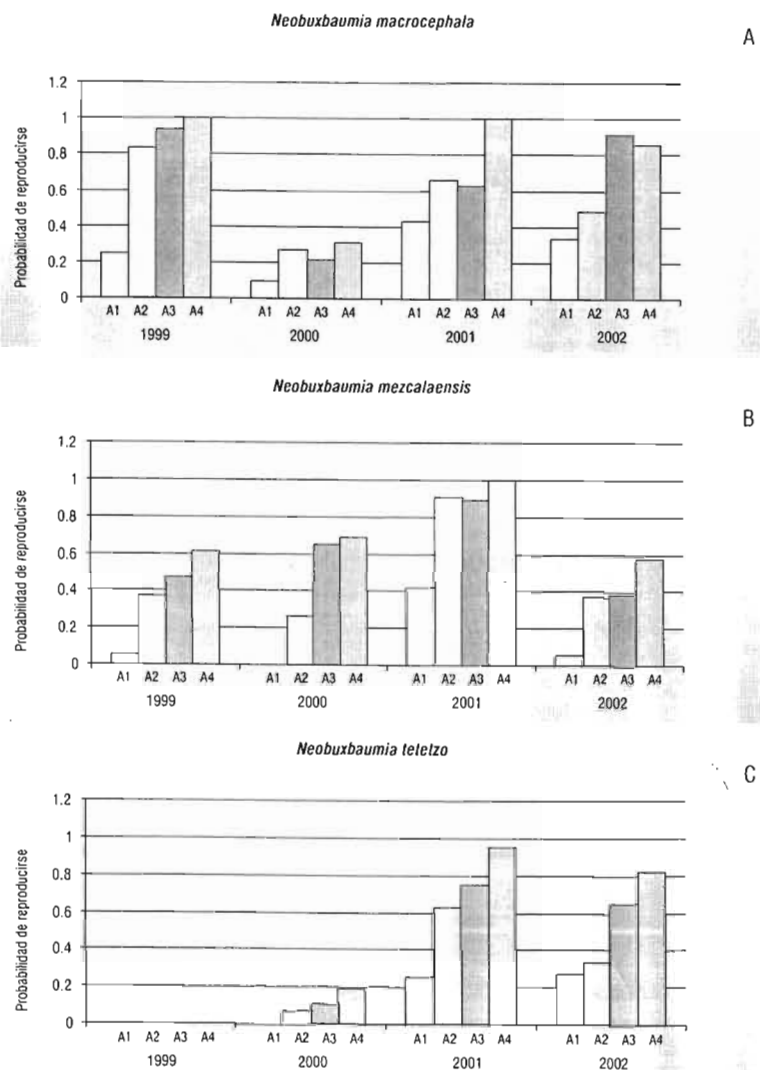 Neobuxbaumia macrocephala
A
Probabilidad de reproducirse
1.2
1
0.8
0.6
0.4
0.2
0
A1 A2 A3 A4 A1 A2 A3 A4 A1 A2 A3 A4 A1 A2 A3 A4
1999 2000 2001 2002
Neobuxbaumia mezcalaensis
B
Probabilidad de reproducirse
1.2
1
0.8
0.6
0.4
0.2
0
A1 A2 A3 A4 A1 A2 A3 A4 A1 A2 A3 A4 A1 A2 A3 A4
1999 2000 2001 2002
Neobuxbaumia tetetzo
C
Probabilidad de reproducirse
1.2
1
0.8
0.6
0.4
0.2
0
A1 A2 A3 A4 A1 A2 A3 A4 A1 A2 A3 A4 A1 A2 A3 A4
1999 2000 2001 2002